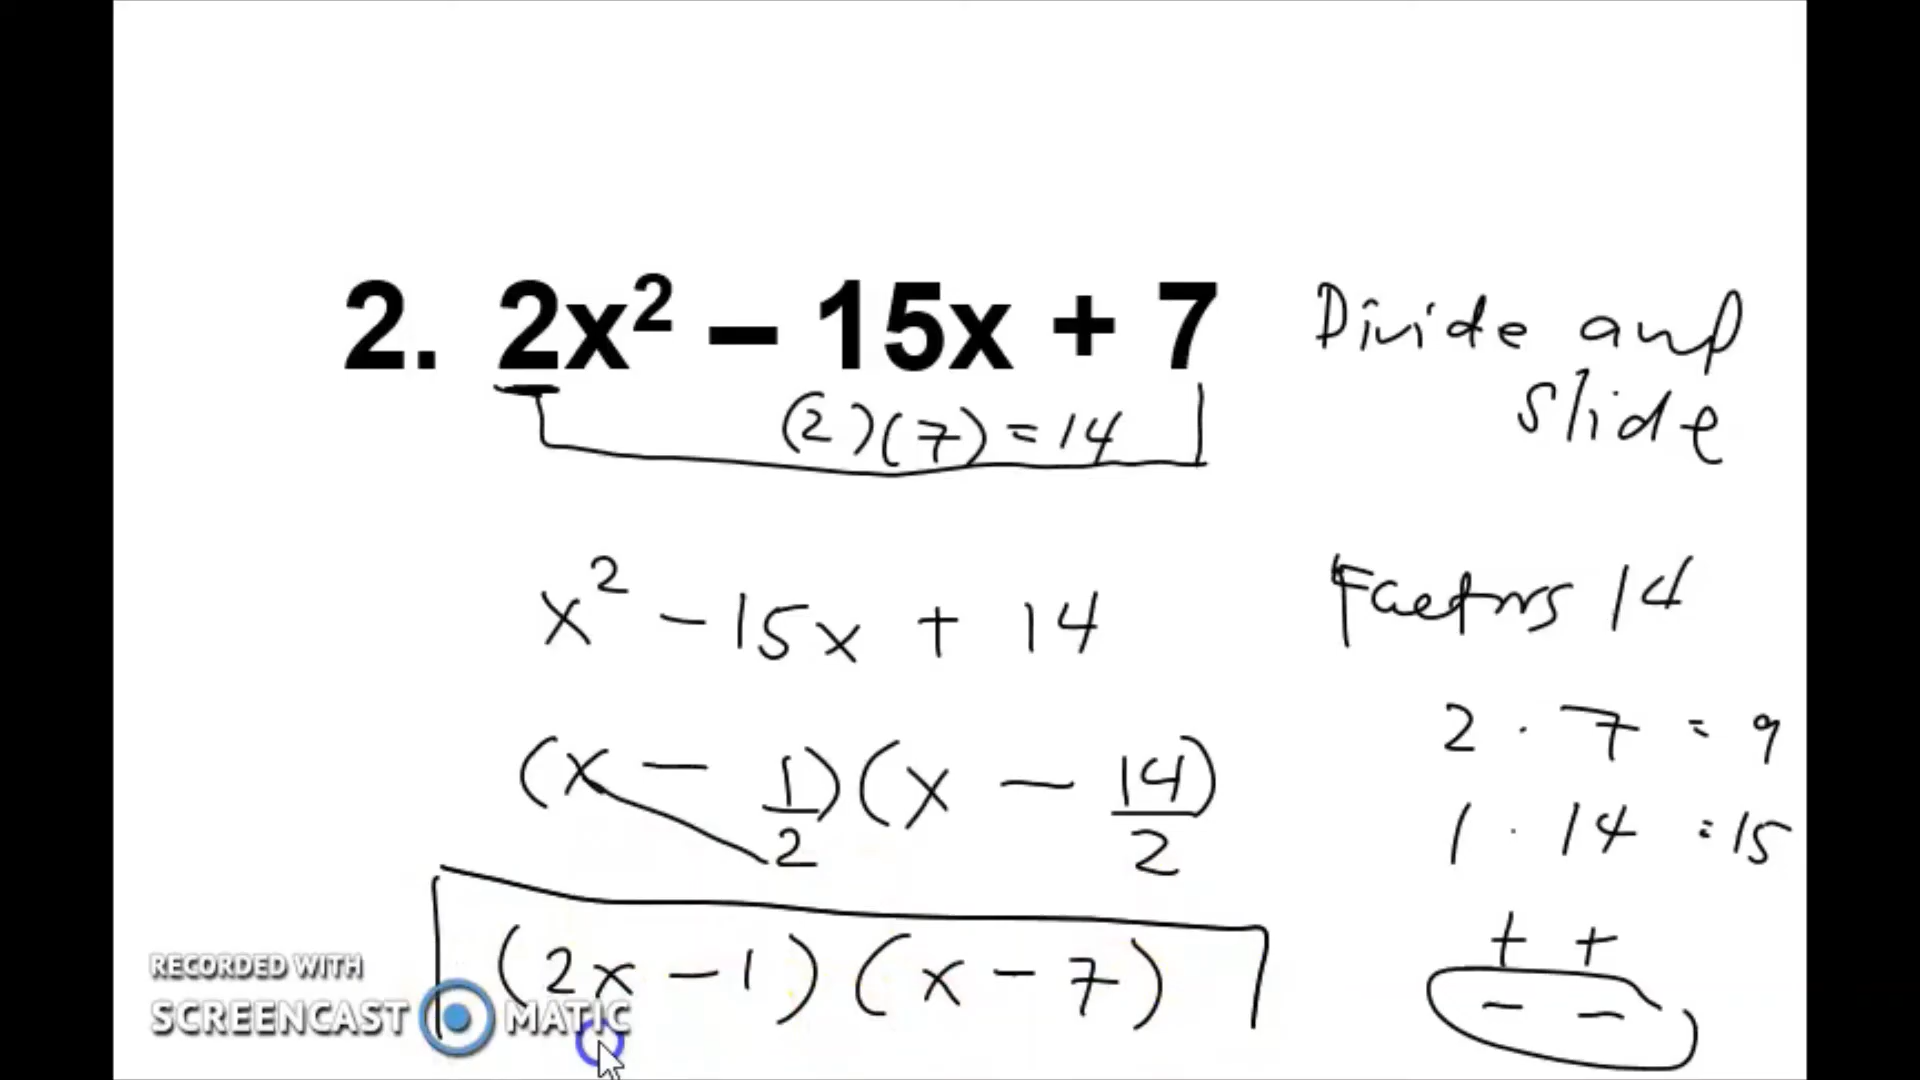 2. 2x² – 15x + 7
Divide and
slide
(2)(7) = 14
x² - 15x + 14
Factors 14
2 · 7 = 9
(x - 1/2)(x - 14/2)
1 · 14 = 15
+ +
(2x - 1)(x - 7)
- -
RECORDED WITH
SCREENCAST MATIC